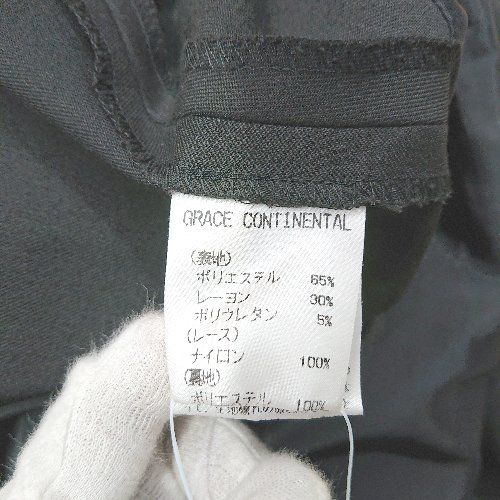 GRACE CONTINENTAL
(表地)
ポリエステル 65%
レーヨン 30%
ポリウレタン 5%
(レース)
ナイロン 100%
(裏地)
ポリエステル 100%